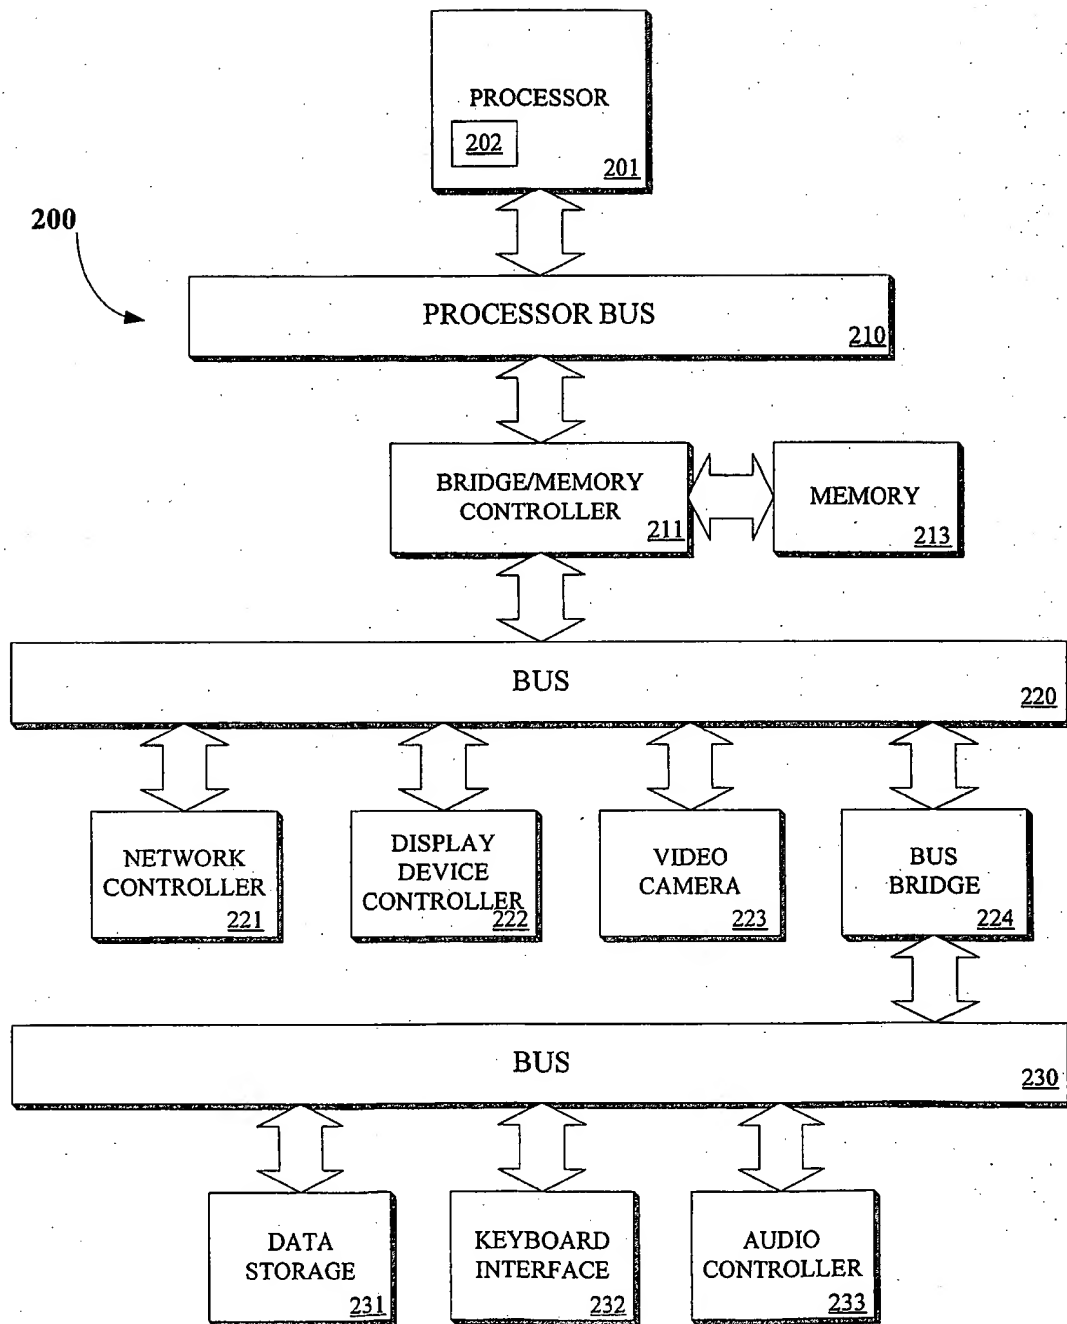 PROCESSOR
202
201
200
PROCESSOR BUS
210
BRIDGE/MEMORY
CONTROLLER
211
MEMORY
213
BUS
220
NETWORK
CONTROLLER
221
DISPLAY
DEVICE
CONTROLLER
222
VIDEO
CAMERA
223
BUS
BRIDGE
224
BUS
230
DATA
STORAGE
231
KEYBOARD
INTERFACE
232
AUDIO
CONTROLLER
233